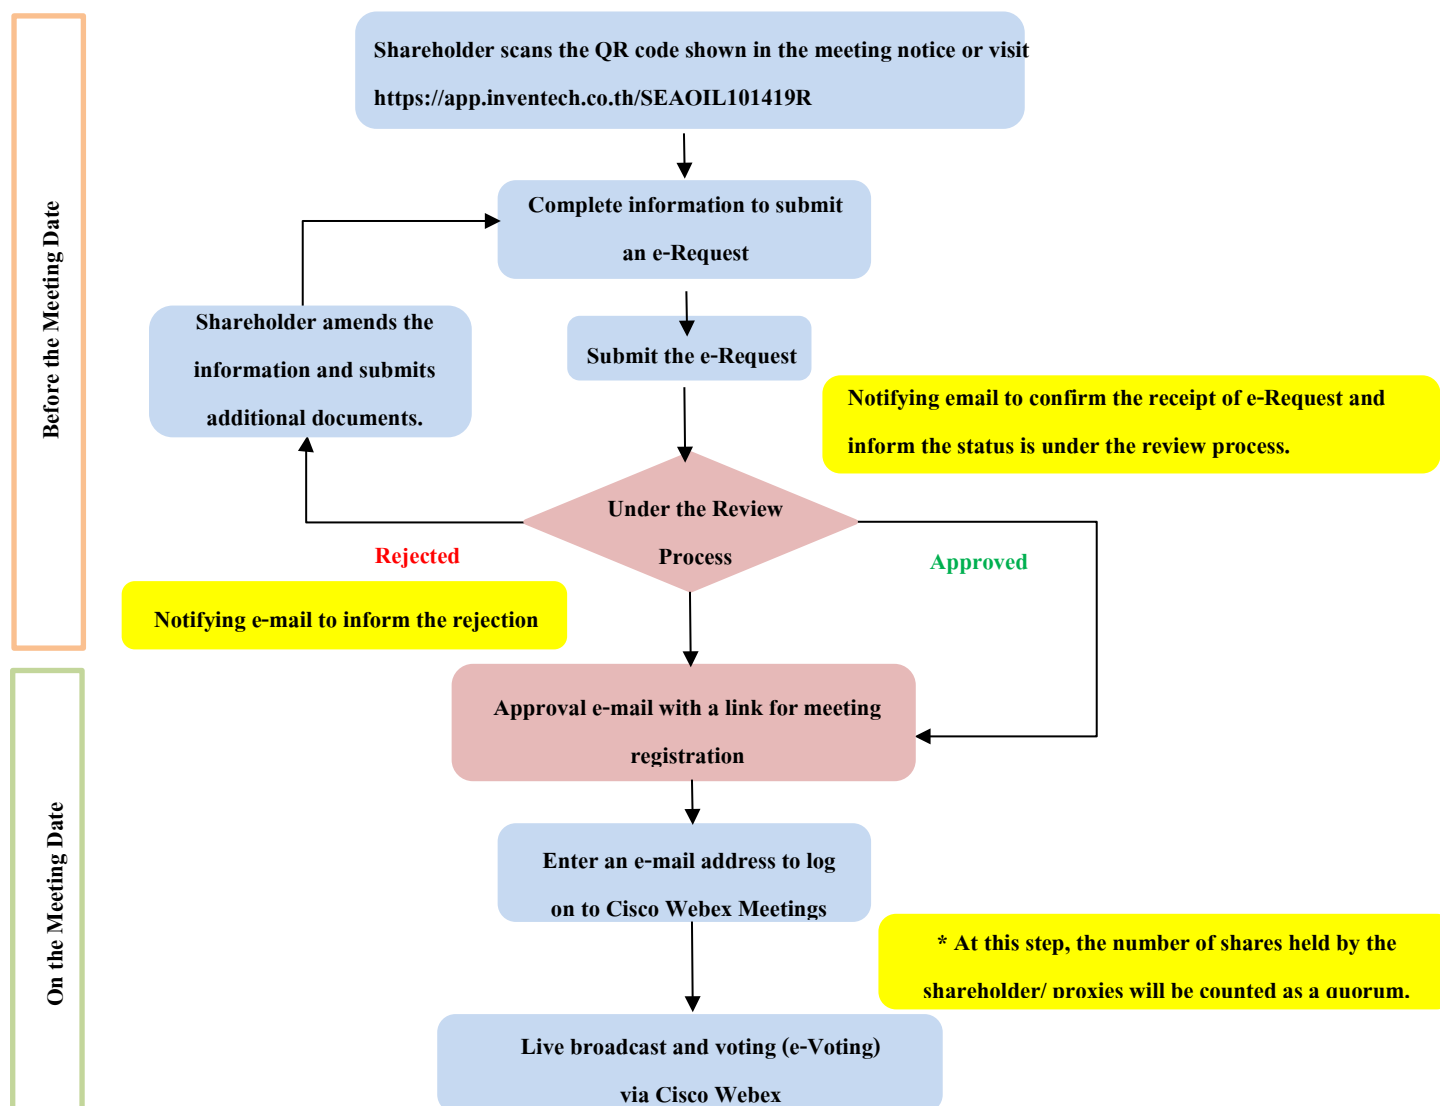 Shareholder scans the QR code shown in the meeting notice or visit
https://app.inventech.co.th/SEAOIL101419R
Before the Meeting Date
Complete information to submit
an e-Request
Shareholder amends the
information and submits
additional documents.
Submit the e-Request
Notifying email to confirm the receipt of e-Request and
inform the status is under the review process.
Under the Review
Process
Rejected
Approved
Notifying e-mail to inform the rejection
On the Meeting Date
Approval e-mail with a link for meeting
registration
Enter an e-mail address to log
on to Cisco Webex Meetings
* At this step, the number of shares held by the
shareholder/ proxies will be counted as a quorum.
Live broadcast and voting (e-Voting)
via Cisco Webex